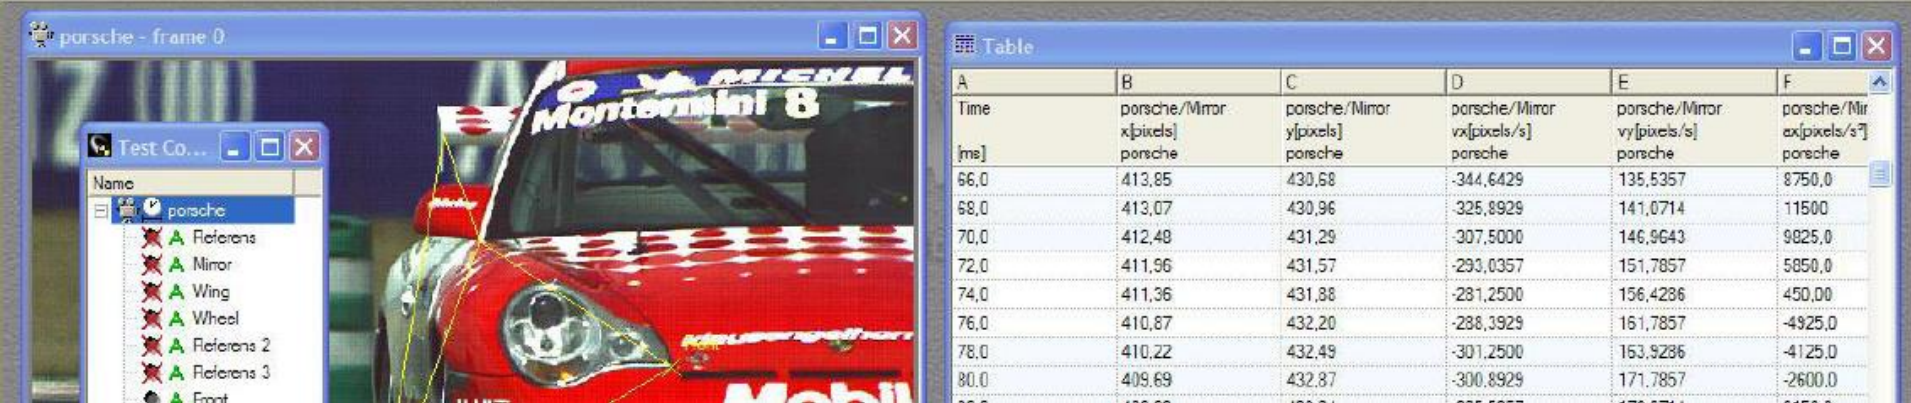 porsche - frame 0
MICHEL
Montermini 8
Test Co...
Name
porsche
Referens
Mirror
Wing
Wheel
Referens 2
Referens 3
Front
Mobil
Table
A B C D E F
Time porsche/Mirror porsche/Mirror porsche/Mirror porsche/Mirror porsche/Mir
x[pixels] y[pixels] vx[pixels/s] vy[pixels/s] ax[pixels/s²]
[ms] porsche porsche porsche porsche porsche
66,0 413,85 430,68 -344,6429 135,5357 8750,0
68,0 413,07 430,96 -325,8929 141,0714 11500
70,0 412,48 431,29 -307,5000 146,9643 9825,0
72,0 411,96 431,57 -293,0357 151,7857 5850,0
74,0 411,36 431,88 -281,2500 156,4286 450,00
76,0 410,87 432,20 -288,3929 161,7857 -4925,0
78,0 410,22 432,49 -301,2500 163,9286 -4125,0
80,0 409,69 432,87 -300,8929 171,7857 -2600,0